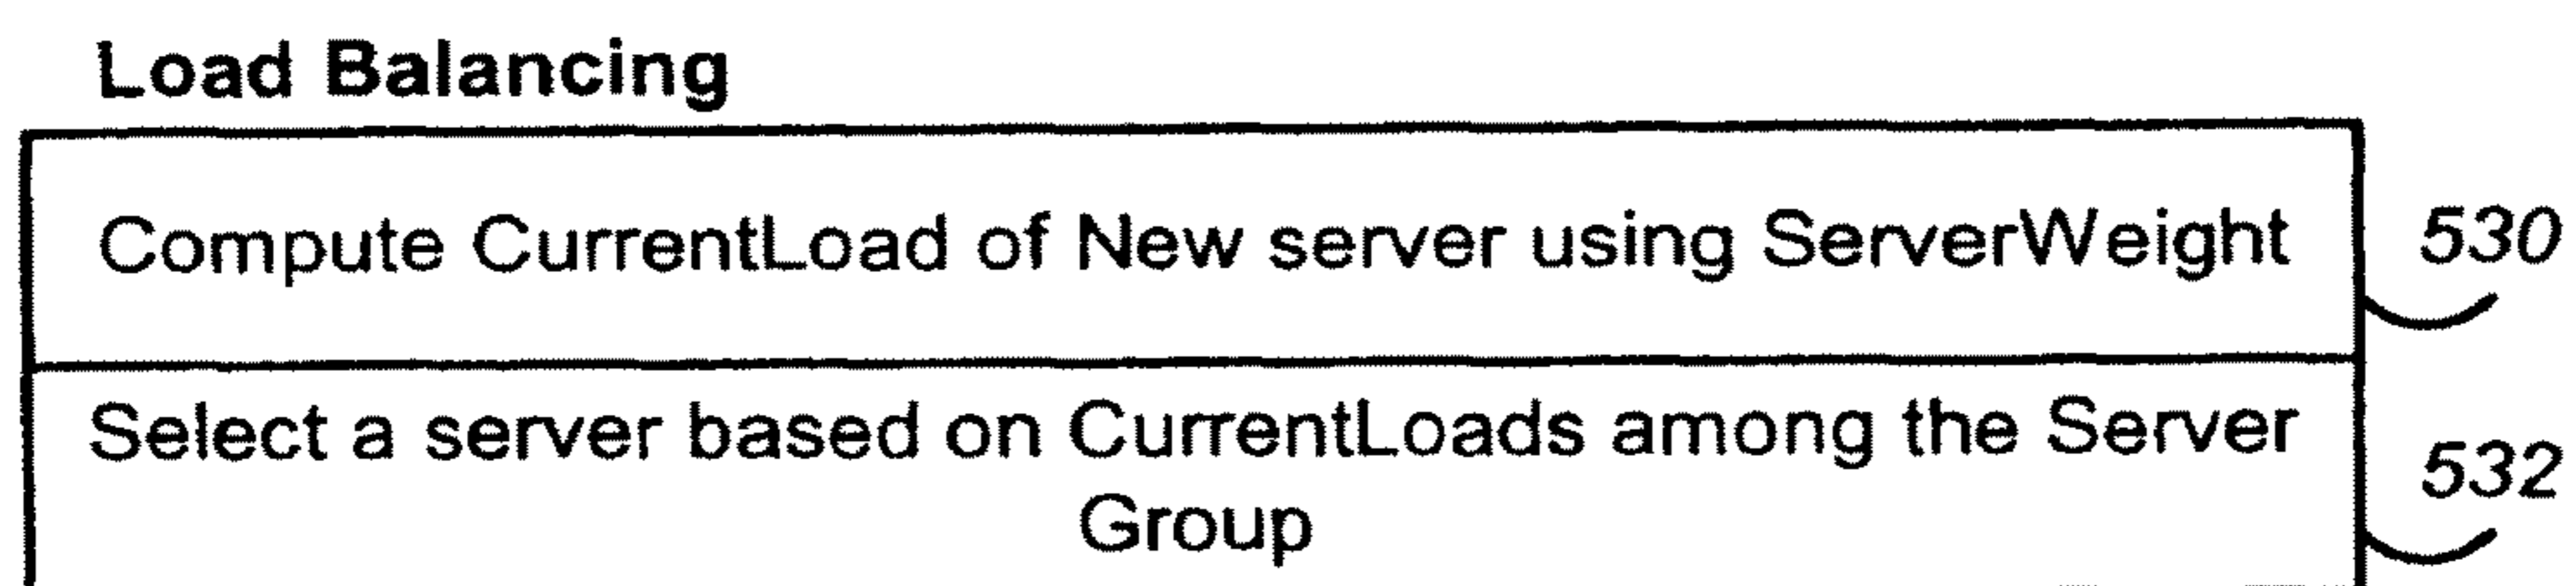 Load Balancing
Compute CurrentLoad of New server using ServerWeight
530
Select a server based on CurrentLoads among the Server
532
Group